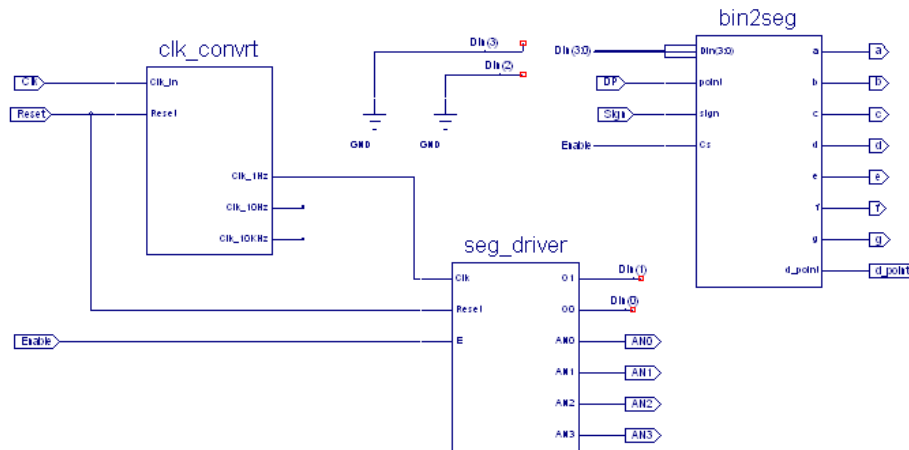 bin2seg
clk_convrt
Din(3)
Din(3:0)
Din(3:0)
a
a
Clk
Clk_In
Din(2)
DP
point
b
b
Reset
Reset
Sign
sign
c
c
GND
GND
Enable
Cs
d
d
Clk_1Hz
e
e
Clk_10Hz
f
f
Clk_10KHz
g
g
seg_driver
d_point
d_point
Clk
O1
Din(1)
Reset
O0
Din(0)
Enable
E
AN0
AN0
AN1
AN1
AN2
AN2
AN3
AN3